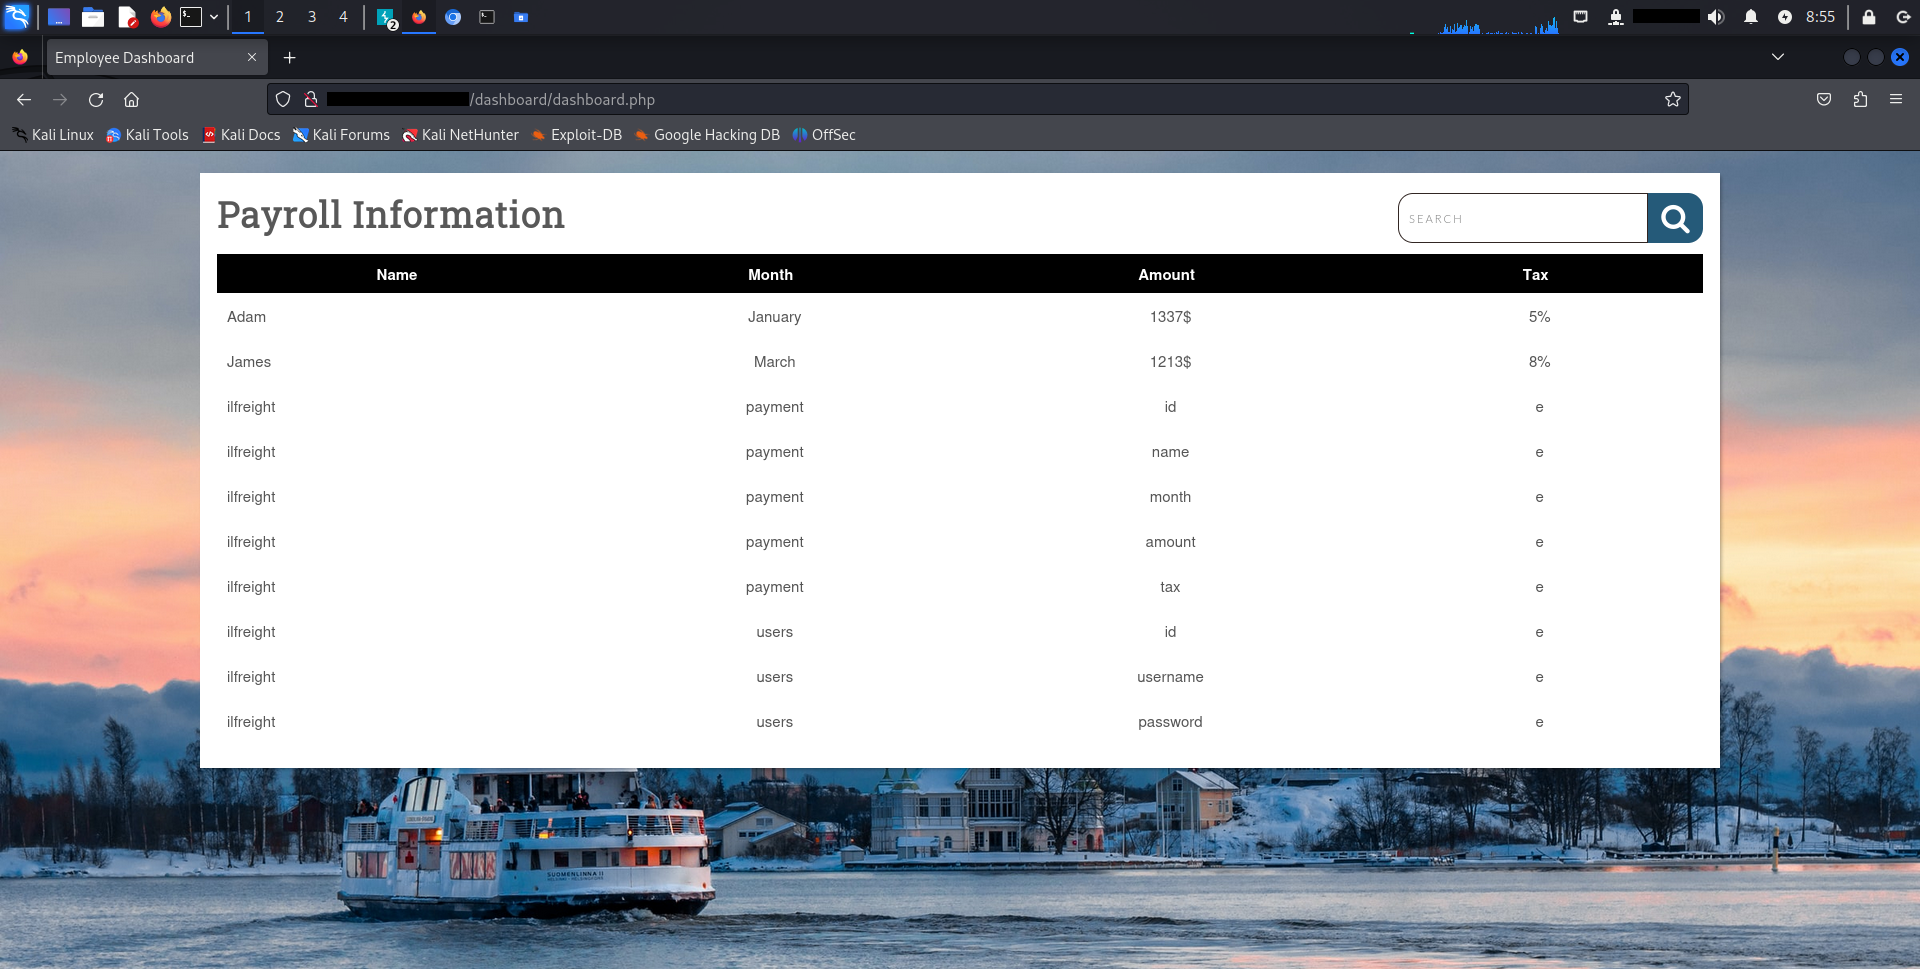 1 2 3 4 2 8:55
Employee Dashboard
/dashboard/dashboard.php
Kali Linux Kali Tools Kali Docs Kali Forums Kali NetHunter Exploit-DB Google Hacking DB OffSec
Payroll Information
SEARCH
Name Month Amount Tax
Adam January 1337$ 5%
James March 1213$ 8%
ilfreight payment id e
ilfreight payment name e
ilfreight payment month e
ilfreight payment amount e
ilfreight payment tax e
ilfreight users id e
ilfreight users username e
ilfreight users password e
SUOMENLINNA II